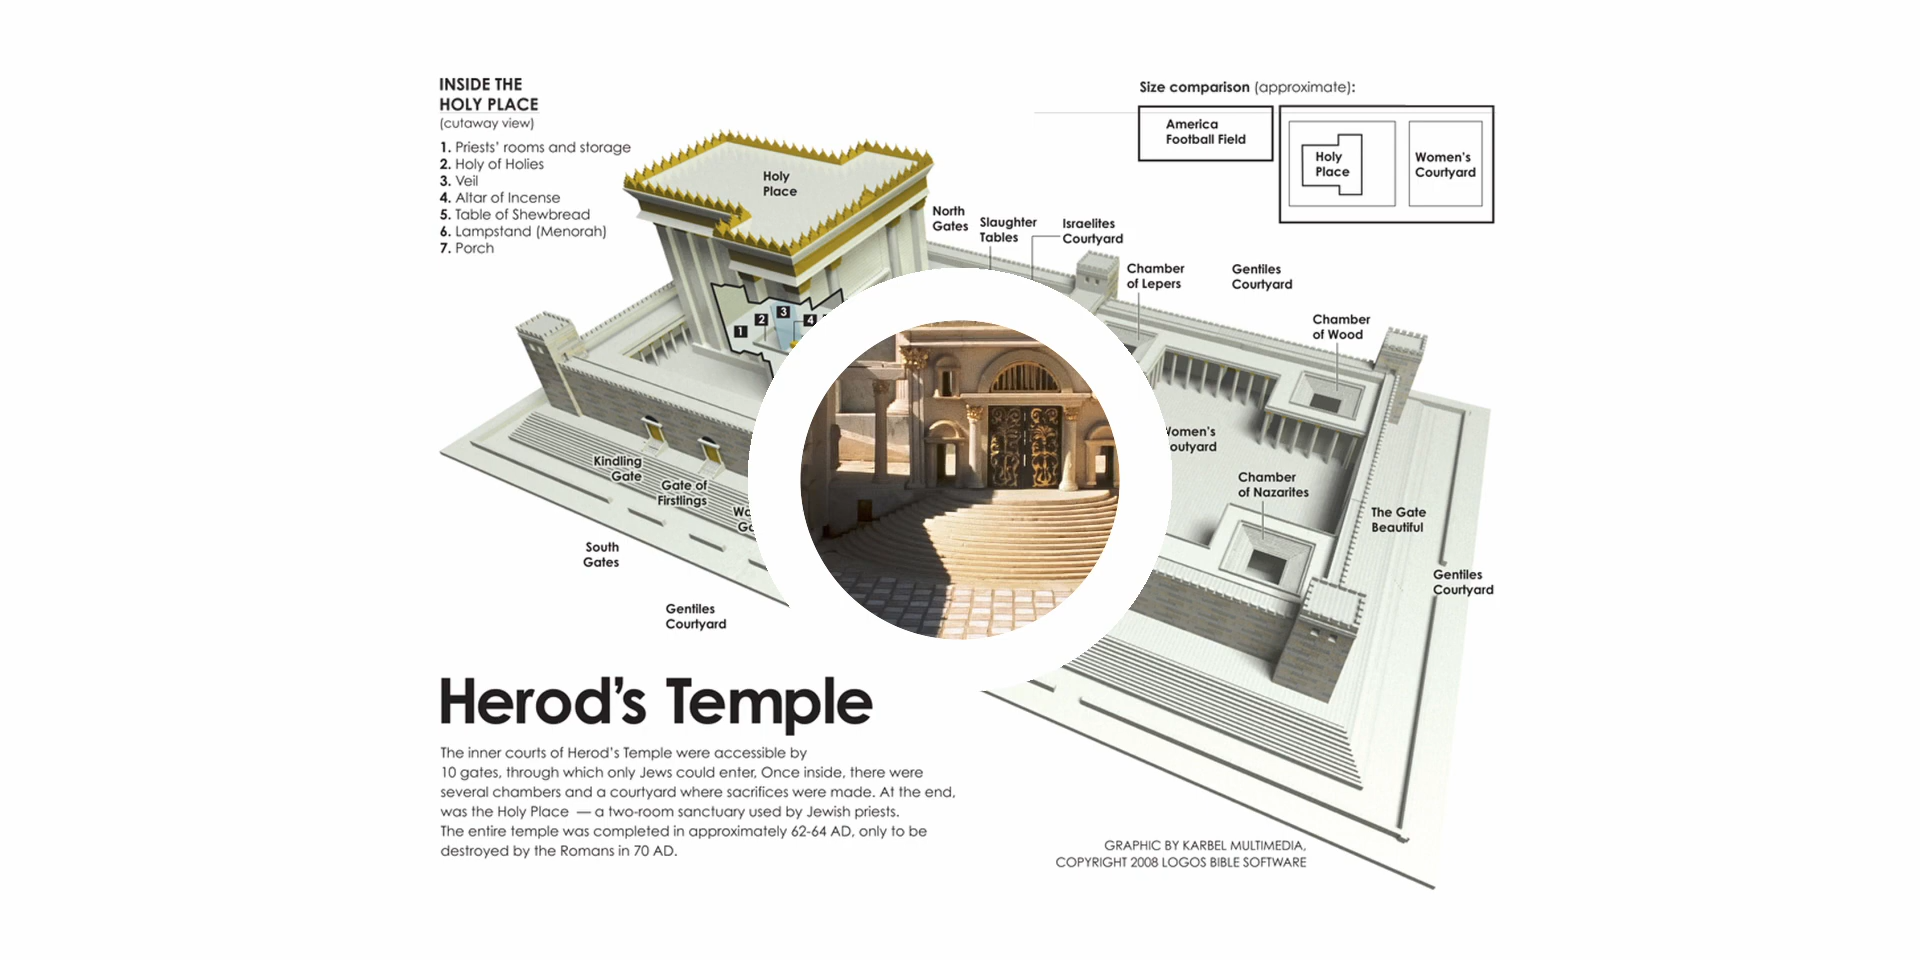 INSIDE THE
HOLY PLACE
(cutaway view)
1. Priests' rooms and storage
2. Holy of Holies
3. Veil
4. Altar of Incense
5. Table of Shewbread
6. Lampstand (Menorah)
7. Porch
Size comparison (approximate):
America
Football Field
Holy
Place
Women's
Courtyard
Holy
Place
North
Gates
Slaughter
Tables
Israelites
Courtyard
Chamber
of Lepers
Gentiles
Courtyard
Chamber
of Wood
1
2
3
4
Kindling
Gate
Gate of
Firstlings
South
Gates
Gentiles
Courtyard
Chamber
of Nazarites
The Gate
Beautiful
Gentiles
Courtyard
Herod's Temple
The inner courts of Herod's Temple were accessible by
10 gates, through which only Jews could enter, Once inside, there were
several chambers and a courtyard where sacrifices were made. At the end,
was the Holy Place — a two-room sanctuary used by Jewish priests.
The entire temple was completed in approximately 62-64 AD, only to be
destroyed by the Romans in 70 AD.
GRAPHIC BY KARBEL MULTIMEDIA,
COPYRIGHT 2008 LOGOS BIBLE SOFTWARE